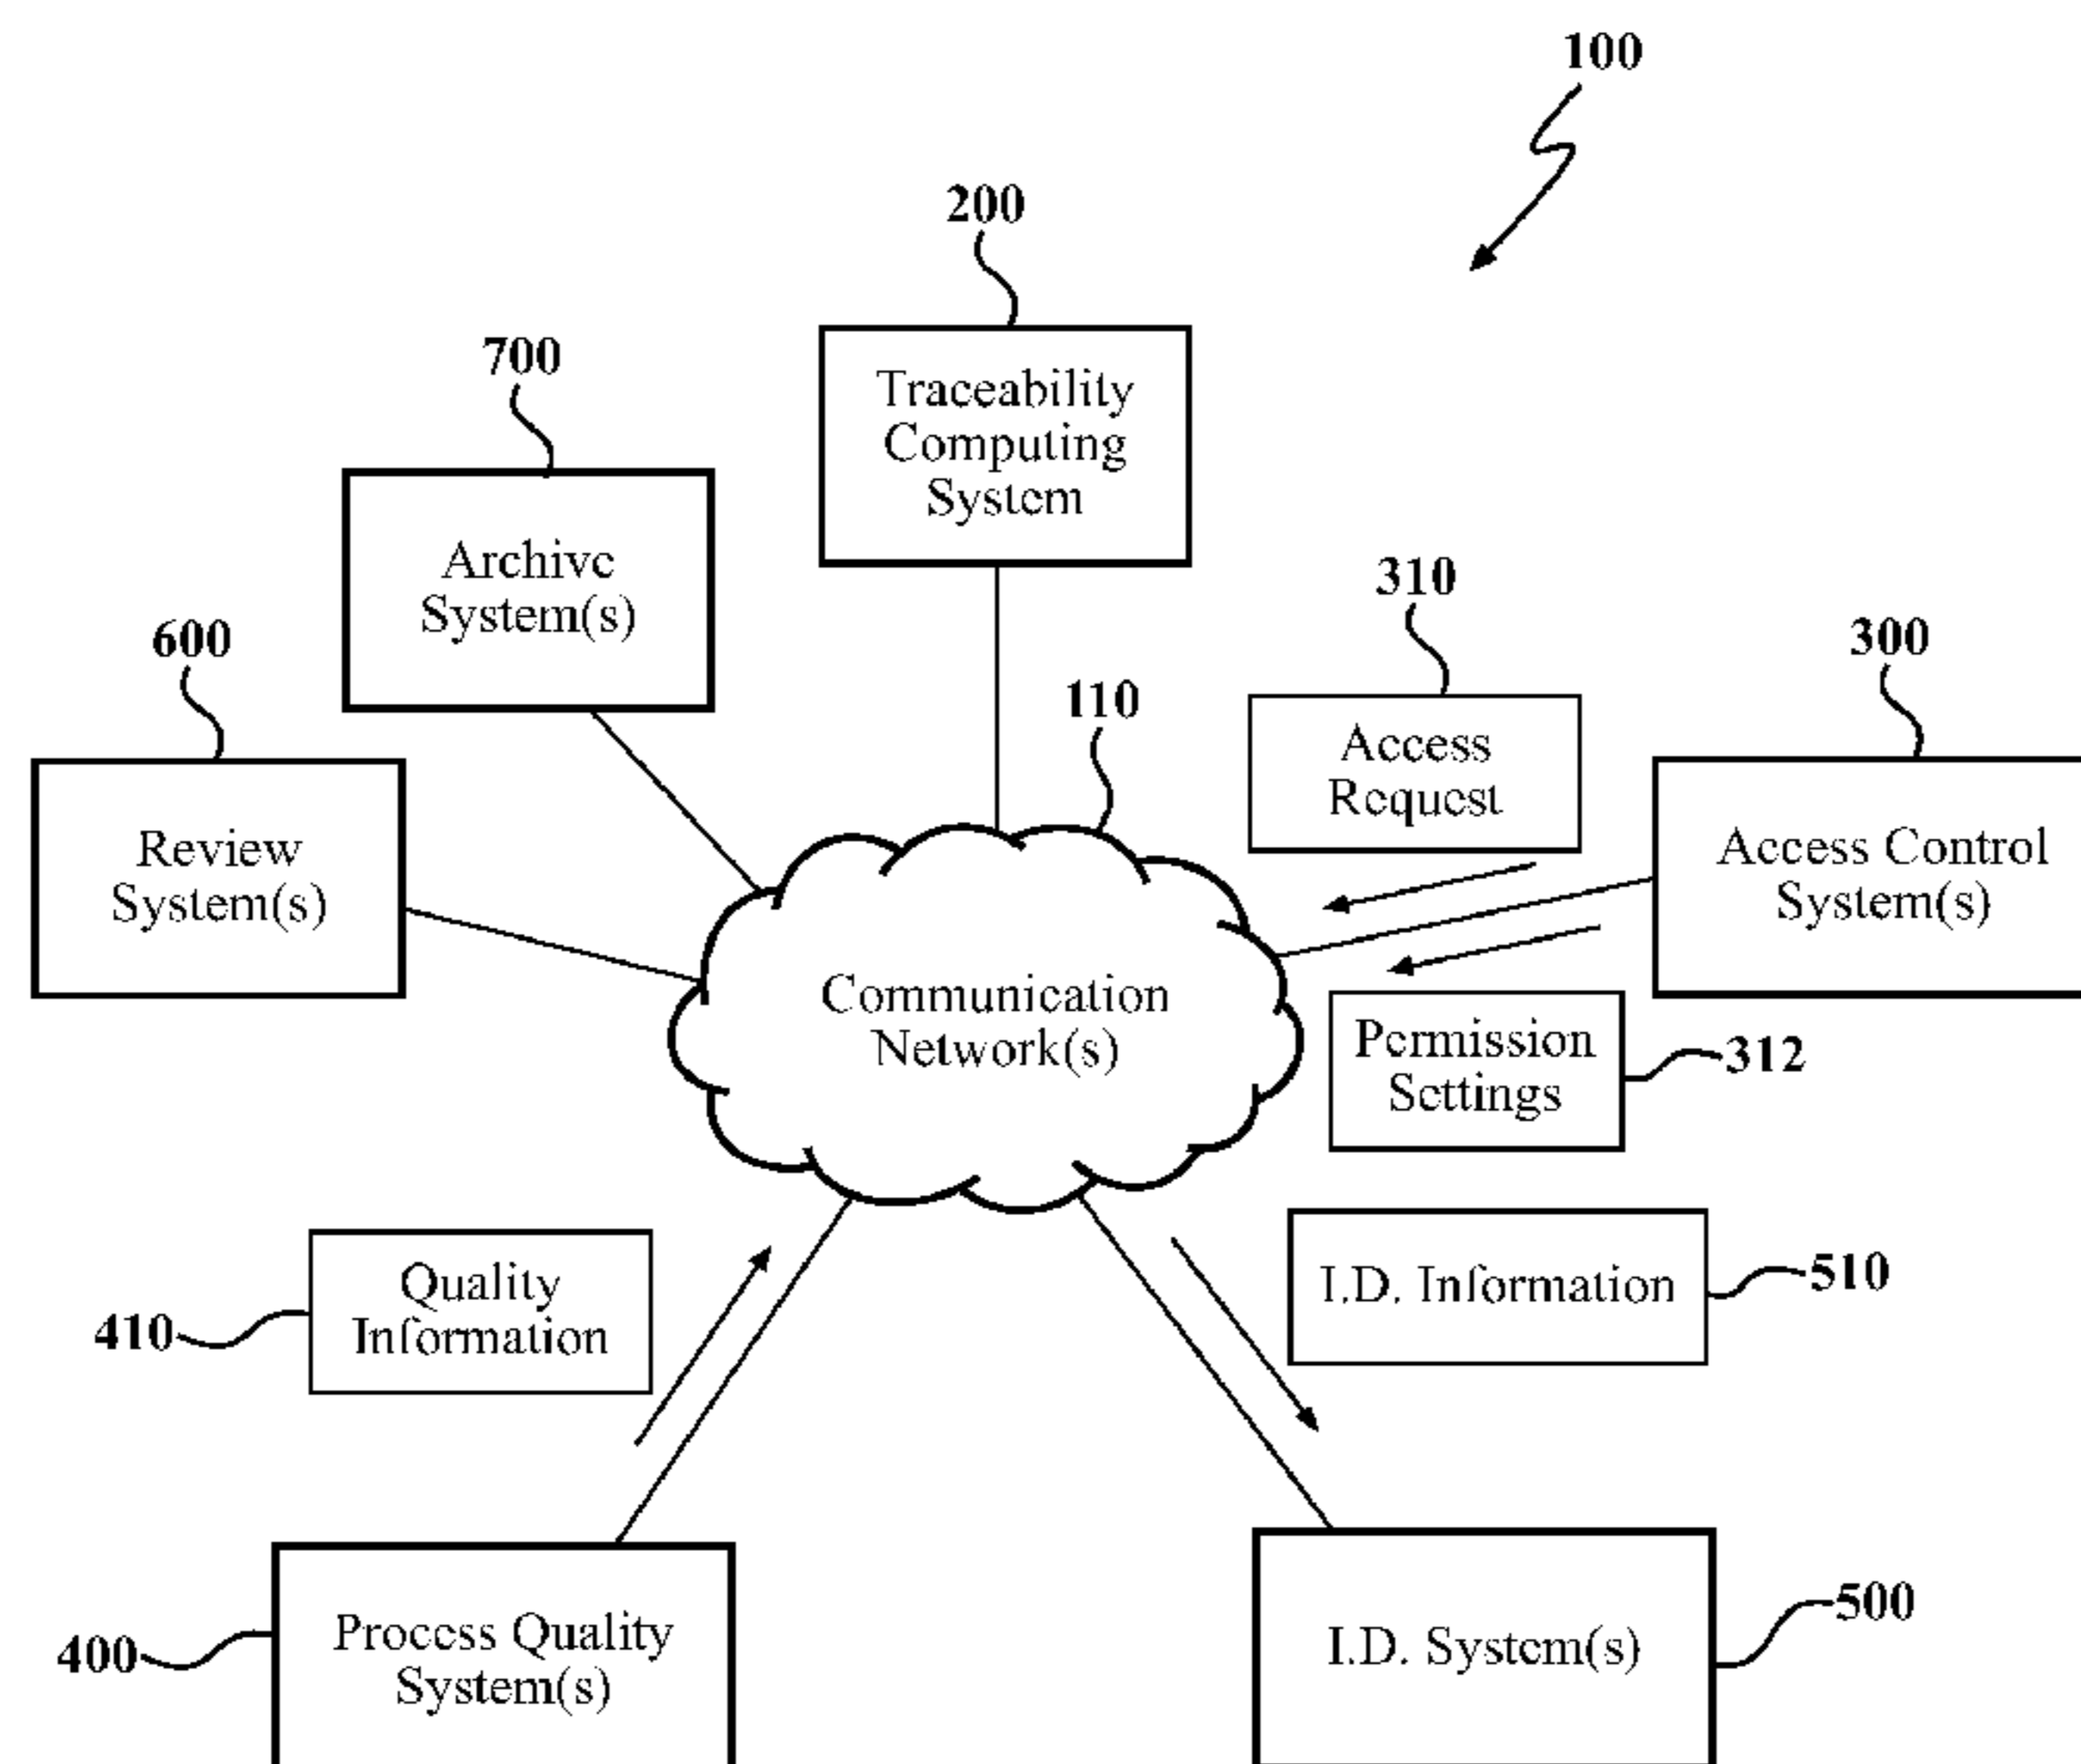 100
200
Traceability
Computing
System
700
Archive
System(s)
310
Access
Request
300
Access Control
System(s)
600
Review
System(s)
110
Communication
Network(s)
Permission
Settings
312
Quality
Information
410
I.D. Information
510
Process Quality
System(s)
400
I.D. System(s)
500